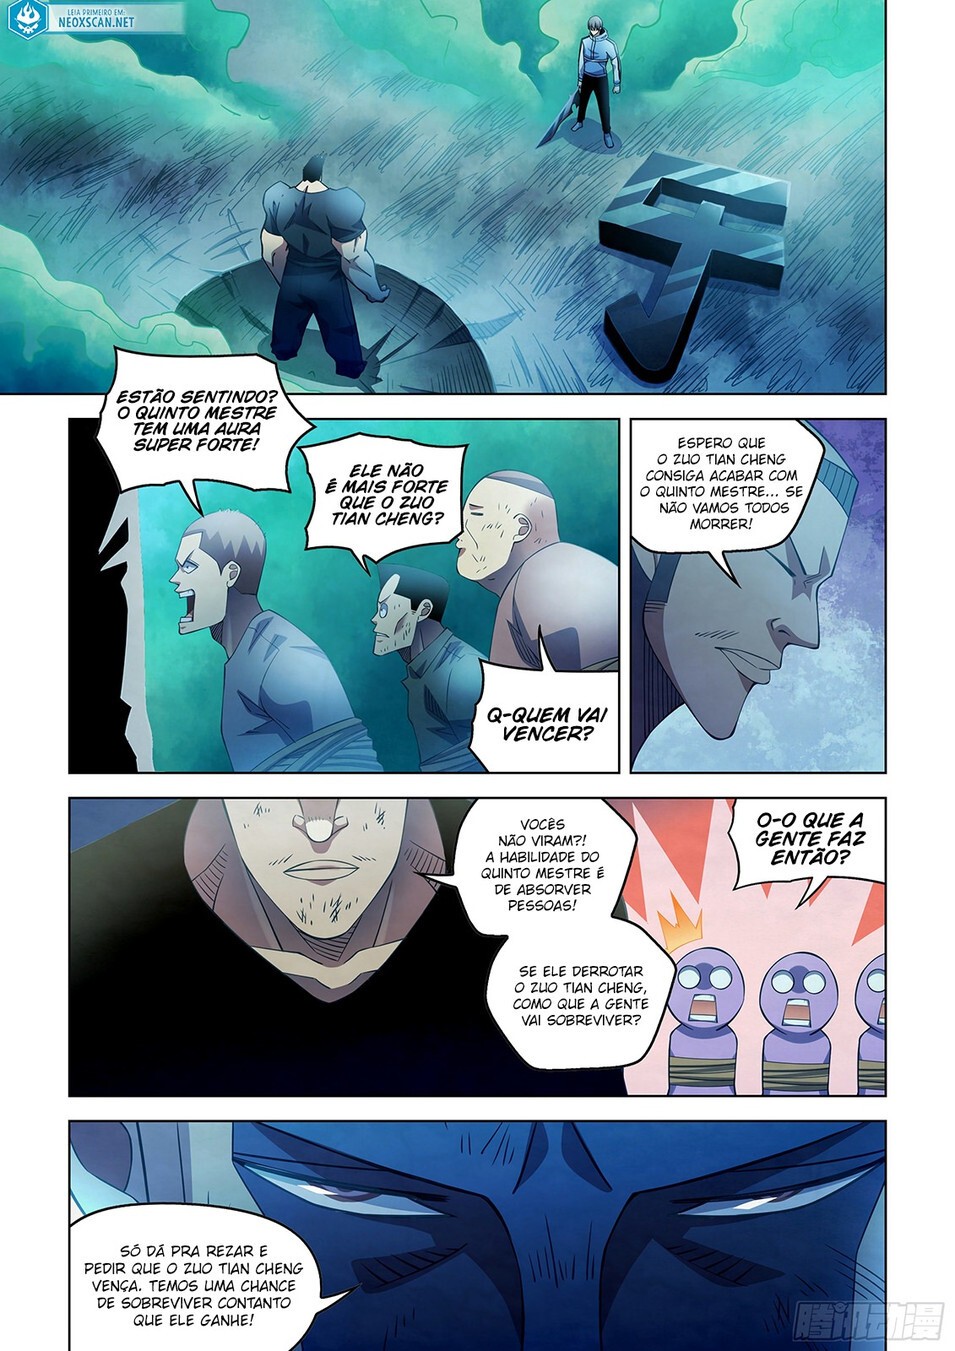 LEIA PRIMEIRO EM:
NEOXSCAN.NET
ESTÃO SENTINDO?
O QUINTO MESTRE
TEM UMA AURA
SUPER FORTE!
ELE NÃO
É MAIS FORTE
QUE O ZUO
TIAN CHENG?
Q-QUEM VAI
VENCER?
ESPERO QUE
O ZUO TIAN CHENG
CONSIGA ACABAR COM
O QUINTO MESTRE... SE
NÃO VAMOS TODOS
MORRER!
VOCÊS
NÃO VIRAM?!
A HABILIDADE DO
QUINTO MESTRE É
DE ABSORVER
PESSOAS!
SE ELE DERROTAR
O ZUO TIAN CHENG,
COMO QUE A GENTE
VAI SOBREVIVER?
O-O QUE A
GENTE FAZ
ENTÃO?
SÓ DÁ PRA REZAR E
PEDIR QUE O ZUO TIAN CHENG
VENÇA. TEMOS UMA CHANCE
DE SOBREVIVER CONTANTO
QUE ELE GANHE!
腾讯动漫